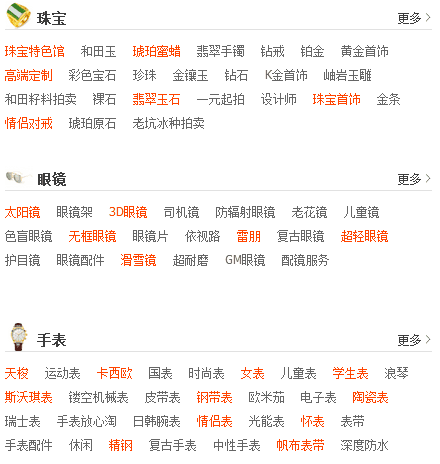 珠宝 更多 >
珠宝特色馆 和田玉 琥珀蜜蜡 翡翠手镯 钻戒 铂金 黄金首饰
高端定制 彩色宝石 珍珠 金镶玉 钻石 K金首饰 岫岩玉雕
和田籽料拍卖 裸石 翡翠玉石 一元起拍 设计师 珠宝首饰 金条
情侣对戒 琥珀原石 老坑冰种拍卖
眼镜 更多 >
太阳镜 眼镜架 3D眼镜 司机镜 防辐射眼镜 老花镜 儿童镜
色盲眼镜 无框眼镜 眼镜片 依视路 雷朋 复古眼镜 超轻眼镜
护目镜 眼镜配件 滑雪镜 超耐磨 GM眼镜 配镜服务
手表 更多 >
天梭 运动表 卡西欧 国表 时尚表 女表 儿童表 学生表 浪琴
斯沃琪表 镂空机械表 皮带表 钢带表 欧米茄 电子表 陶瓷表
瑞士表 手表放心淘 日韩腕表 情侣表 光能表 怀表 表带
手表配件 休闲 精钢 复古手表 中性手表 帆布表带 深度防水